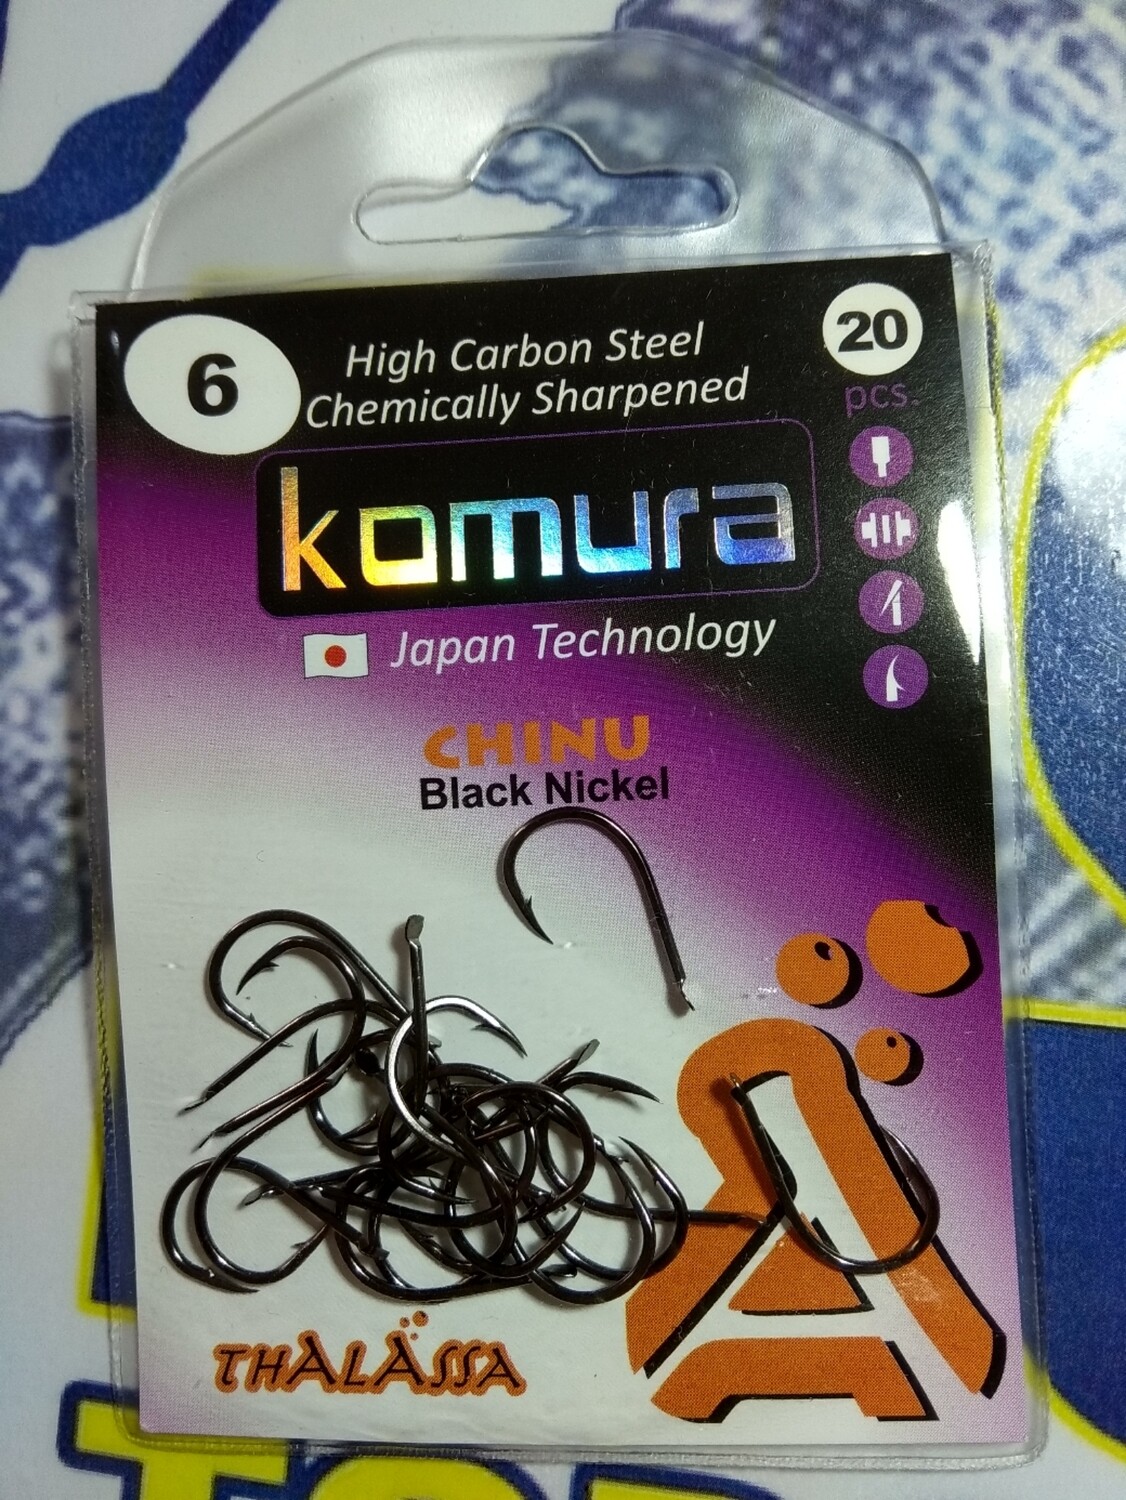 6
High Carbon Steel
Chemically Sharpened
20
pcs.
komura
Japan Technology
CHINU
Black Nickel
THALÄSSA